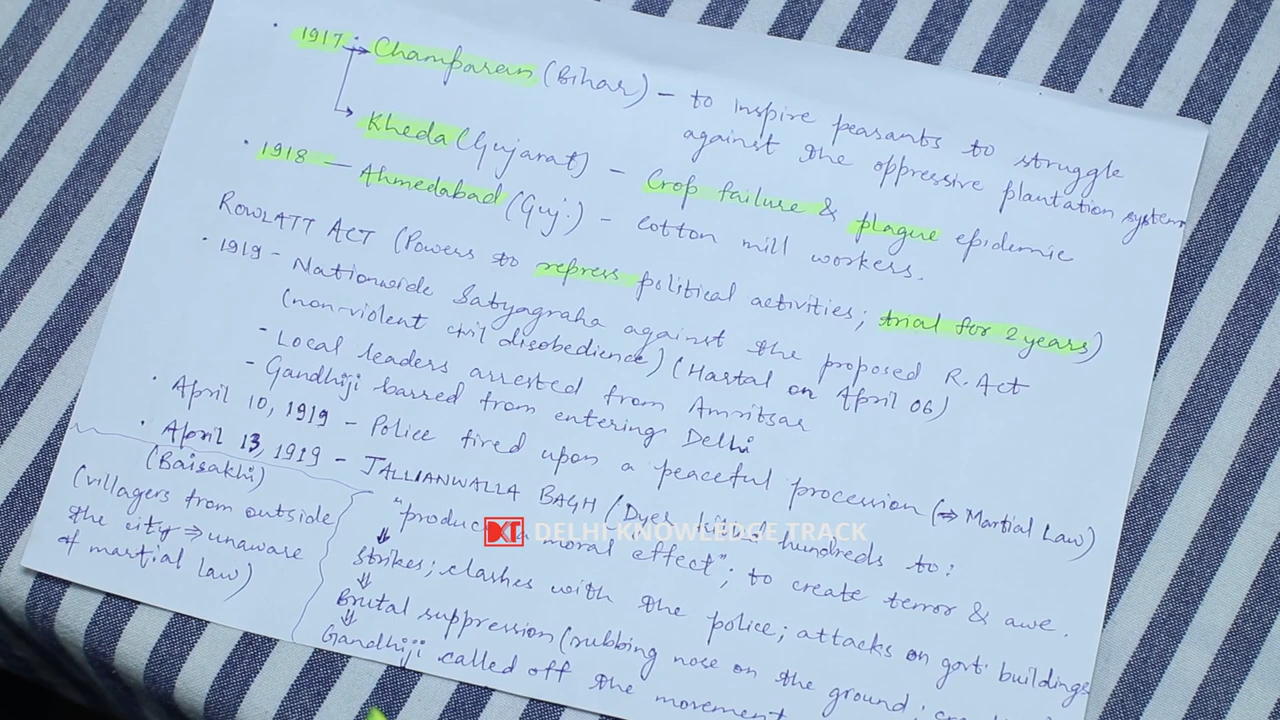 1917: Champaran (Bihar) – to inspire peasants to struggle
against the oppressive plantation system
Kheda (Gujarat) – Crop failure & plague epidemic
1918 – Ahmedabad (Guj.) – cotton mill workers.
ROWLATT ACT (Powers to repress political activities; trial for 2 years)
1919 - Nationwide Satyagraha against the proposed R. Act
(non-violent civil disobedience) (Hartal on April 06)
- Local leaders arrested from Amritsar
- Gandhiji barred from entering Delhi
April 10, 1919 - Police fired upon a peaceful procession (⇒ Martial Law)
April 13, 1919 - JALLIANWALLA BAGH (Dyer killed hundreds to:
(Baisakhi)
(villagers from outside
the city ⇒ unaware
of martial law)
"produce a moral effect"; to create terror & awe.
DELHI KNOWLEDGE TRACK
⇓
Strikes; clashes with the police; attacks on govt. buildings
⇓
Brutal suppression (rubbing nose on the ground;
⇓
Gandhiji called off the movement